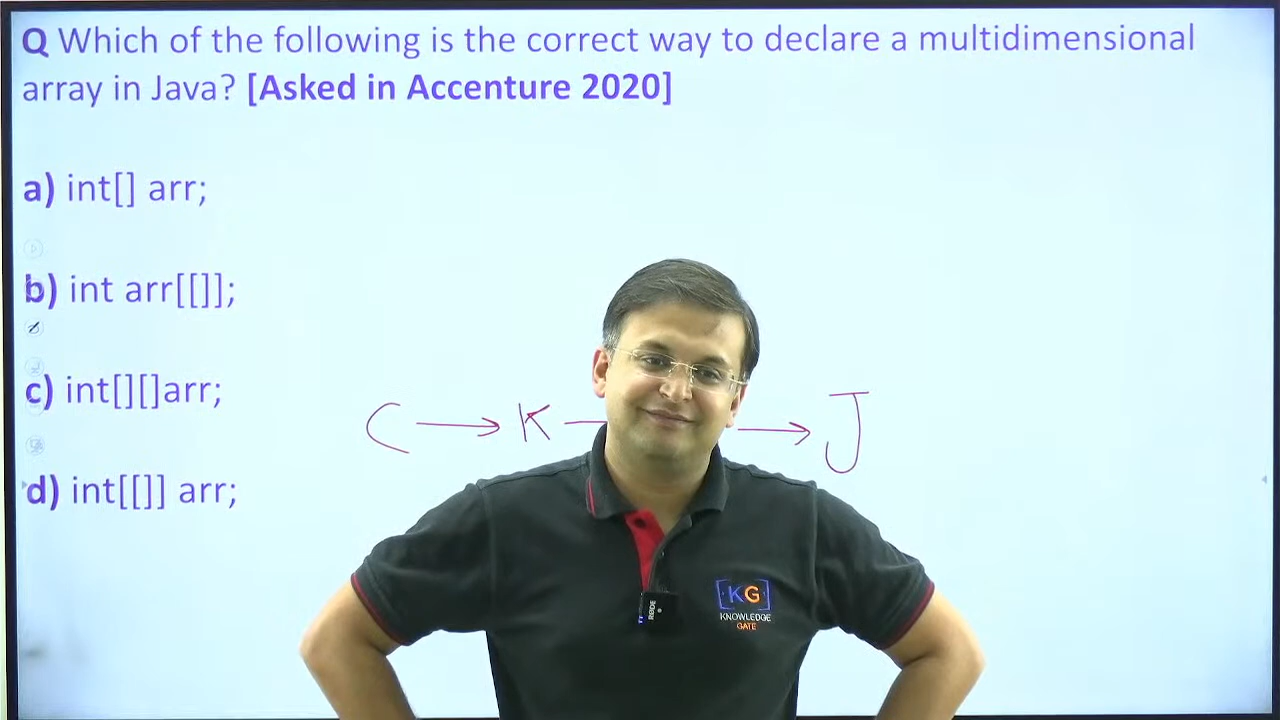 Q Which of the following is the correct way to declare a multidimensional
array in Java? [Asked in Accenture 2020]
a) int[] arr;
b) int arr[[]];
c) int[][]arr;
d) int[[]] arr;
C → K — → J
[KG]
KNOWLEDGE
GATE
RODE